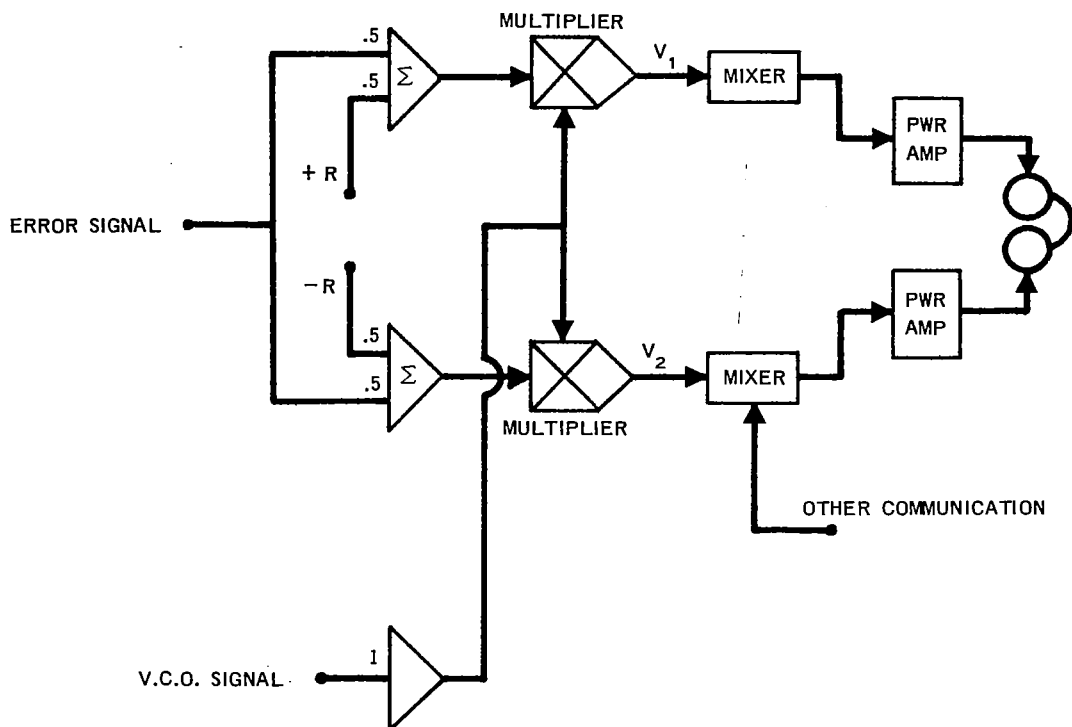 MULTIPLIER
.5
.5
Σ
V1
MIXER
PWR
AMP
+ R
ERROR SIGNAL
− R
.5
.5
Σ
V2
MIXER
PWR
AMP
MULTIPLIER
OTHER COMMUNICATION
1
V.C.O. SIGNAL